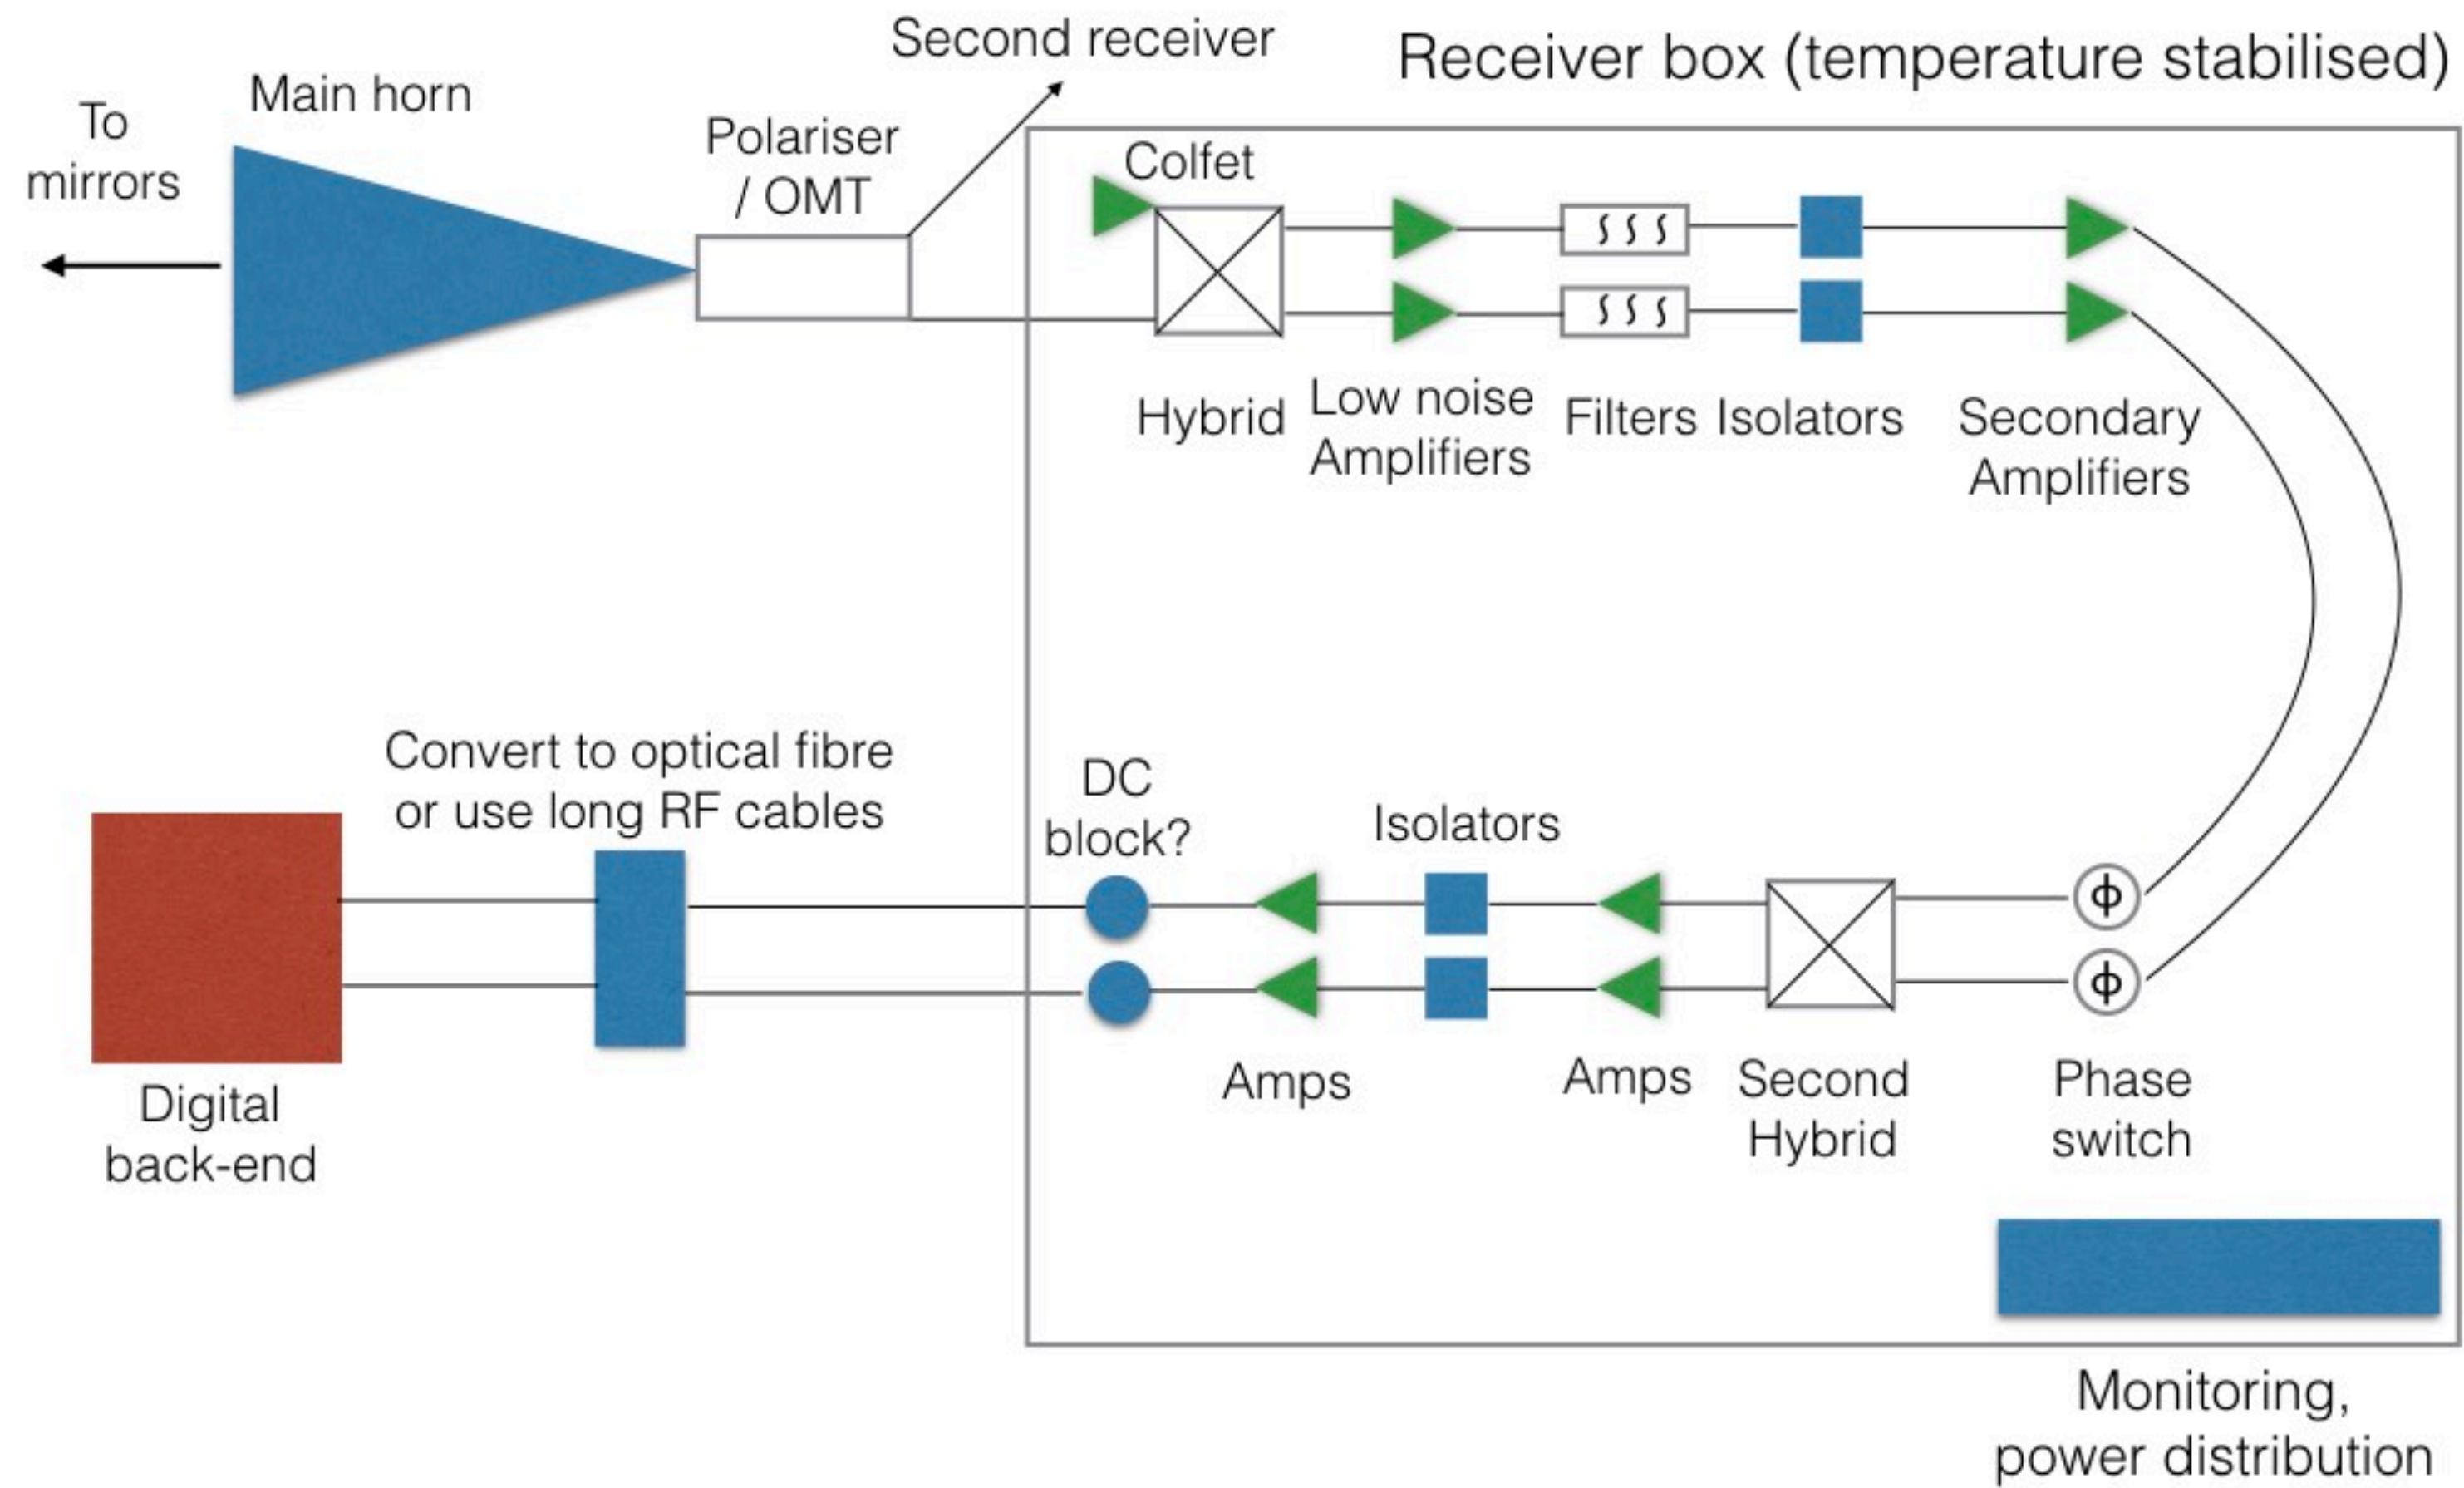 Second receiver
Receiver box (temperature stabilised)
Main horn
To
mirrors
Polariser
/ OMT
Colfet
Hybrid
Low noise
Amplifiers
Filters
Isolators
Secondary
Amplifiers
Convert to optical fibre
or use long RF cables
DC
block?
Isolators
ϕ
ϕ
Digital
back-end
Amps
Amps
Second
Hybrid
Phase
switch
Monitoring,
power distribution